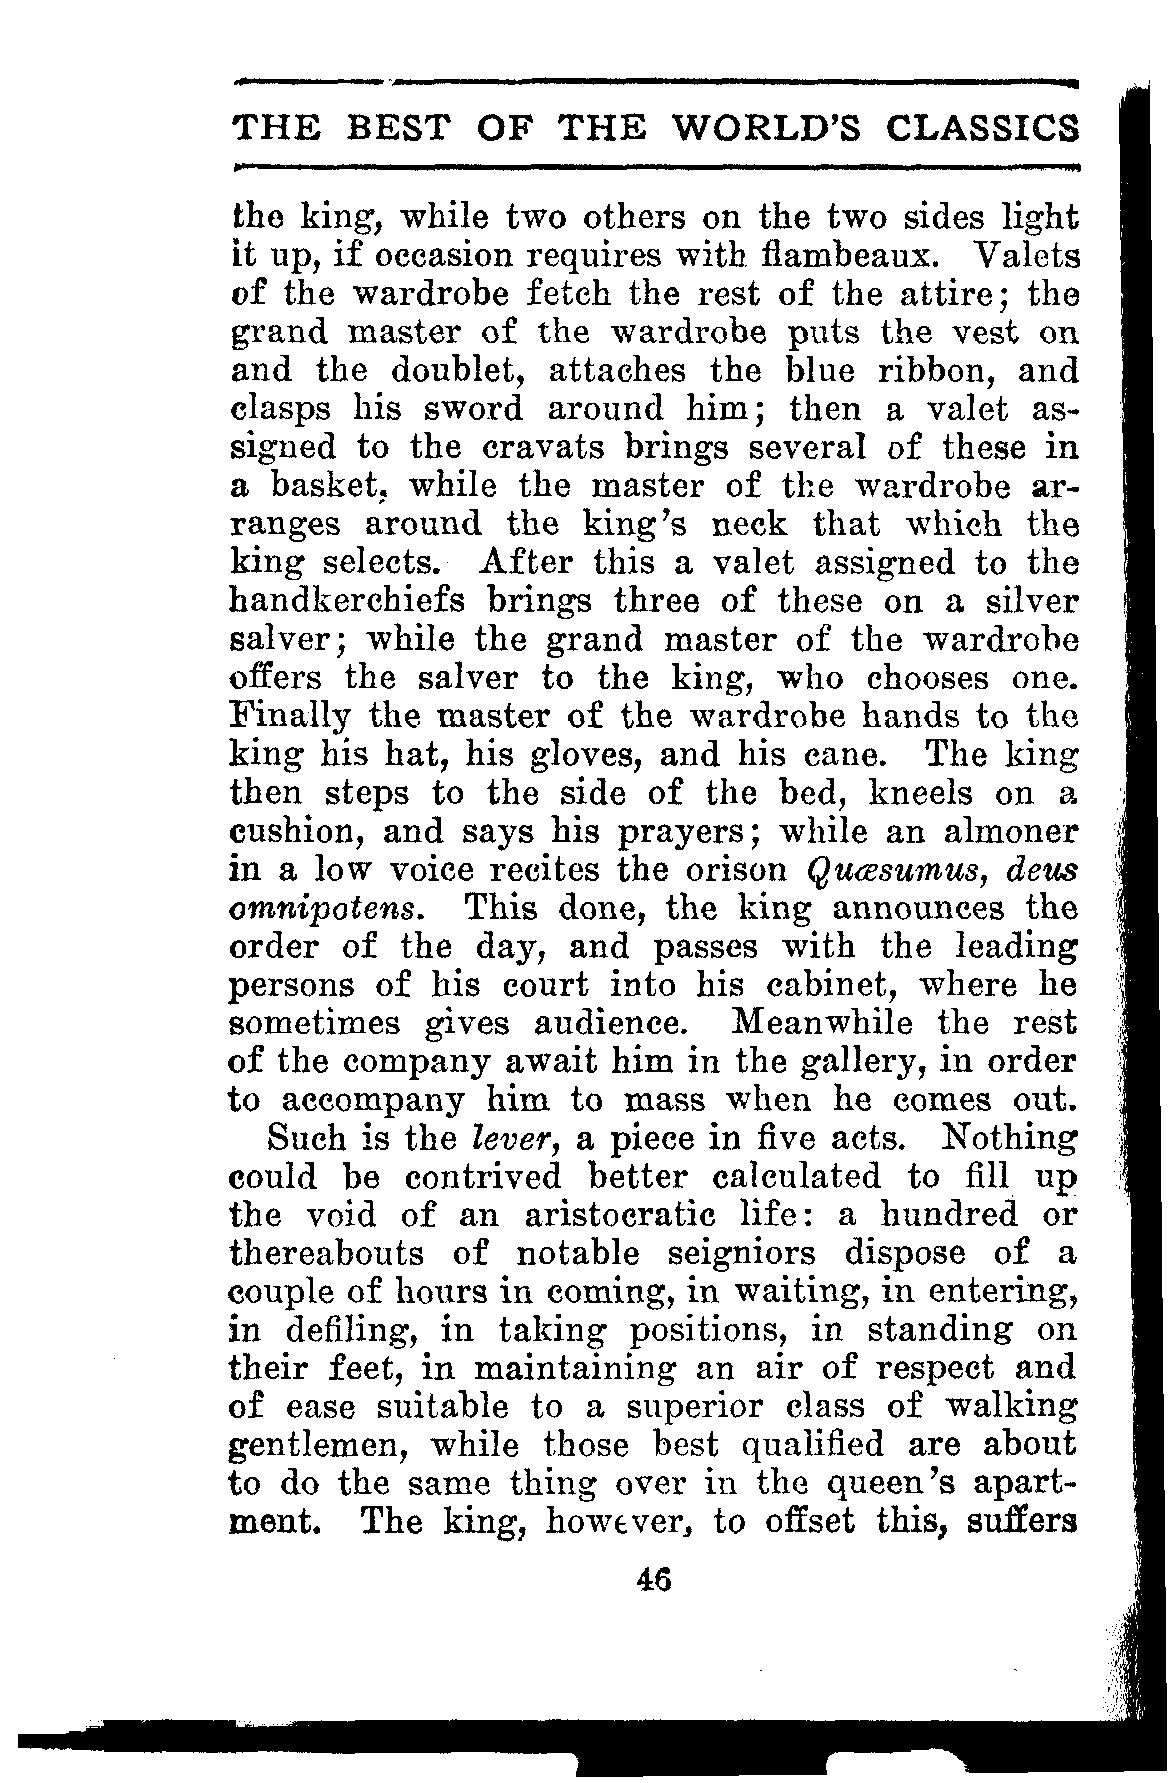 THE BEST OF THE WORLD'S CLASSICS
the king, while two others on the two sides light
it up, if occasion requires with flambeaux. Valets
of the wardrobe fetch the rest of the attire; the
grand master of the wardrobe puts the vest on
and the doublet, attaches the blue ribbon, and
clasps his sword around him; then a valet as-
signed to the cravats brings several of these in
a basket, while the master of the wardrobe ar-
ranges around the king's neck that which the
king selects. After this a valet assigned to the
handkerchiefs brings three of these on a silver
salver; while the grand master of the wardrobe
offers the salver to the king, who chooses one.
Finally the master of the wardrobe hands to the
king his hat, his gloves, and his cane. The king
then steps to the side of the bed, kneels on a
cushion, and says his prayers; while an almoner
in a low voice recites the orison Quæsumus, deus
omnipotens. This done, the king announces the
order of the day, and passes with the leading
persons of his court into his cabinet, where he
sometimes gives audience. Meanwhile the rest
of the company await him in the gallery, in order
to accompany him to mass when he comes out.
Such is the lever, a piece in five acts. Nothing
could be contrived better calculated to fill up
the void of an aristocratic life: a hundred or
thereabouts of notable seigniors dispose of a
couple of hours in coming, in waiting, in entering,
in defiling, in taking positions, in standing on
their feet, in maintaining an air of respect and
of ease suitable to a superior class of walking
gentlemen, while those best qualified are about
to do the same thing over in the queen's apart-
ment. The king, however, to offset this, suffers
46